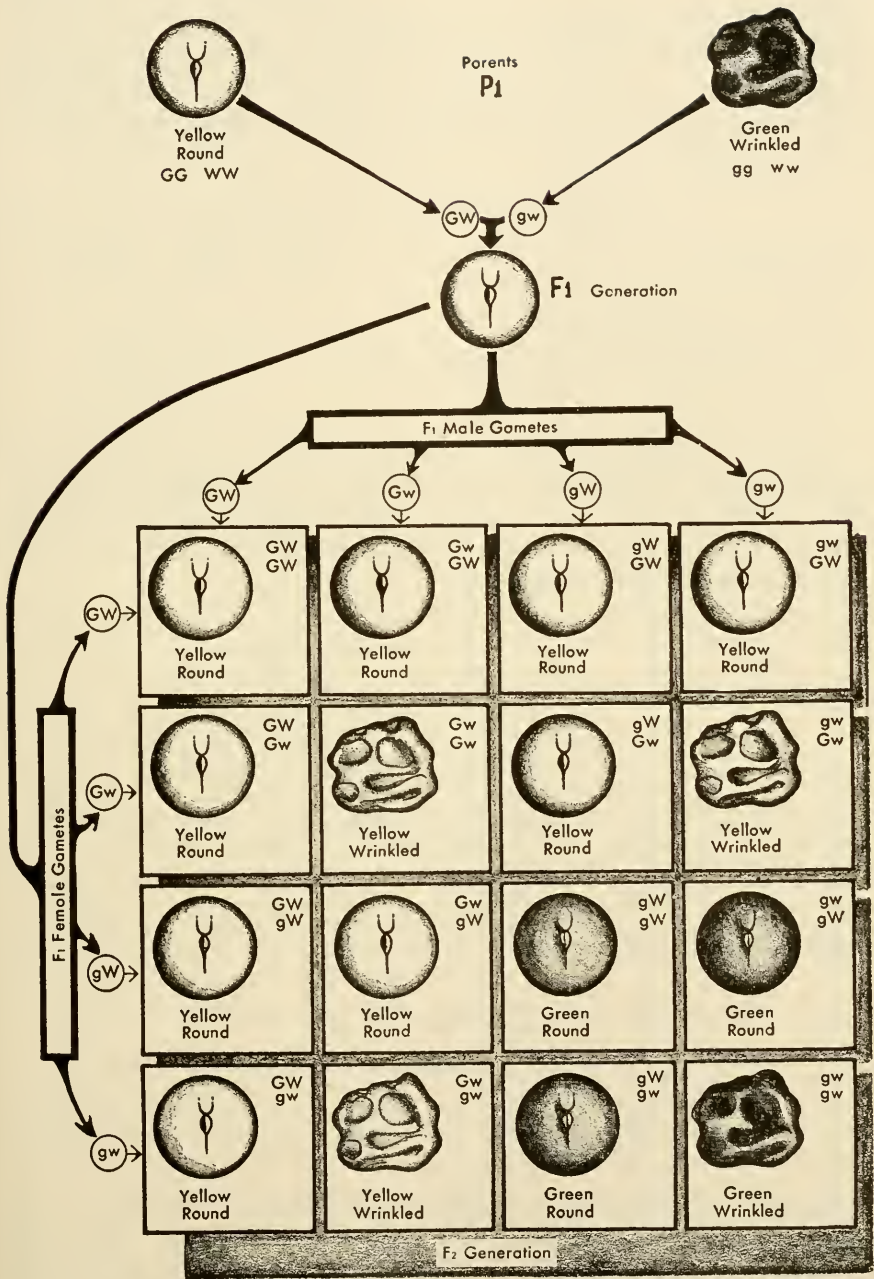 Parents
P1
Yellow
Round
GG WW
Green
Wrinkled
gg ww
GW
gw
F1 Generation
F1 Male Gametes
GW
Gw
gW
gw
F1 Female Gametes
GW
GW
GW
Yellow
Round
Gw
GW
Yellow
Round
gW
GW
Yellow
Round
gw
GW
Yellow
Round
Gw
GW
Gw
Yellow
Round
Gw
Gw
Yellow
Wrinkled
gW
Gw
Yellow
Round
gw
Gw
Yellow
Wrinkled
gW
GW
gW
Yellow
Round
Gw
gW
Yellow
Round
gW
gW
Green
Round
gw
gW
Green
Round
gw
GW
gw
Yellow
Round
Gw
gw
Yellow
Wrinkled
gW
gw
Green
Round
gw
gw
Green
Wrinkled
F2 Generation